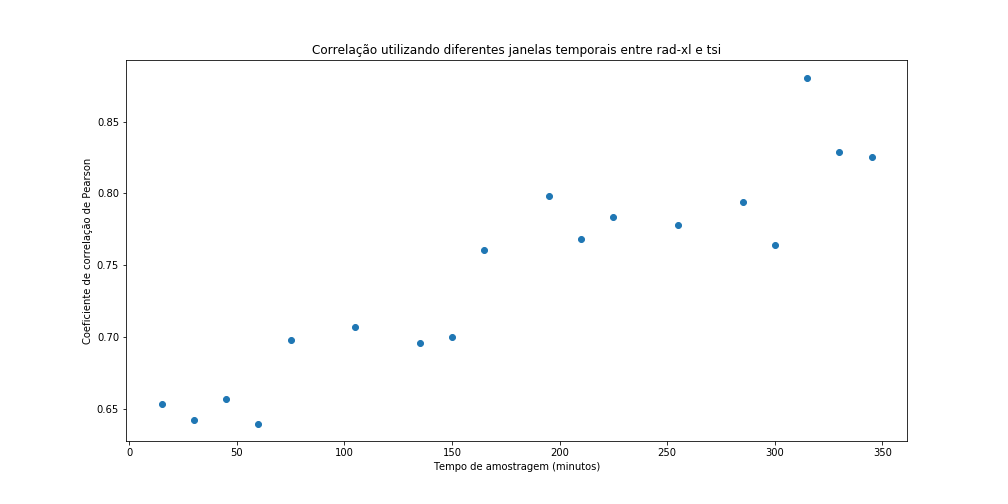 Correlação utilizando diferentes janelas temporais entre rad-xl e tsi
Coeficiente de correlação de Pearson
0.85
0.80
0.75
0.70
0.65
0 50 100 150 200 250 300 350
Tempo de amostragem (minutos)